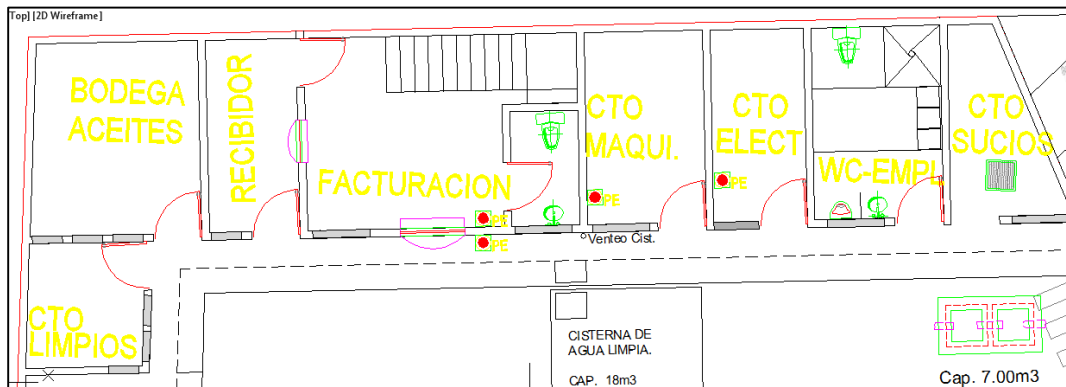 Top] [2D Wireframe]
BODEGA
ACEITES
RECIBIDOR
FACTURACION
CTO
MAQUI.
CTO
ELECT
WC-EMPL
CTO
SUCIOS
PE
PE
PE
PE
Venteo Cist.
CTO
LIMPIOS
CISTERNA DE
AGUA LIMPIA.
CAP. 18m3
Cap. 7.00m3